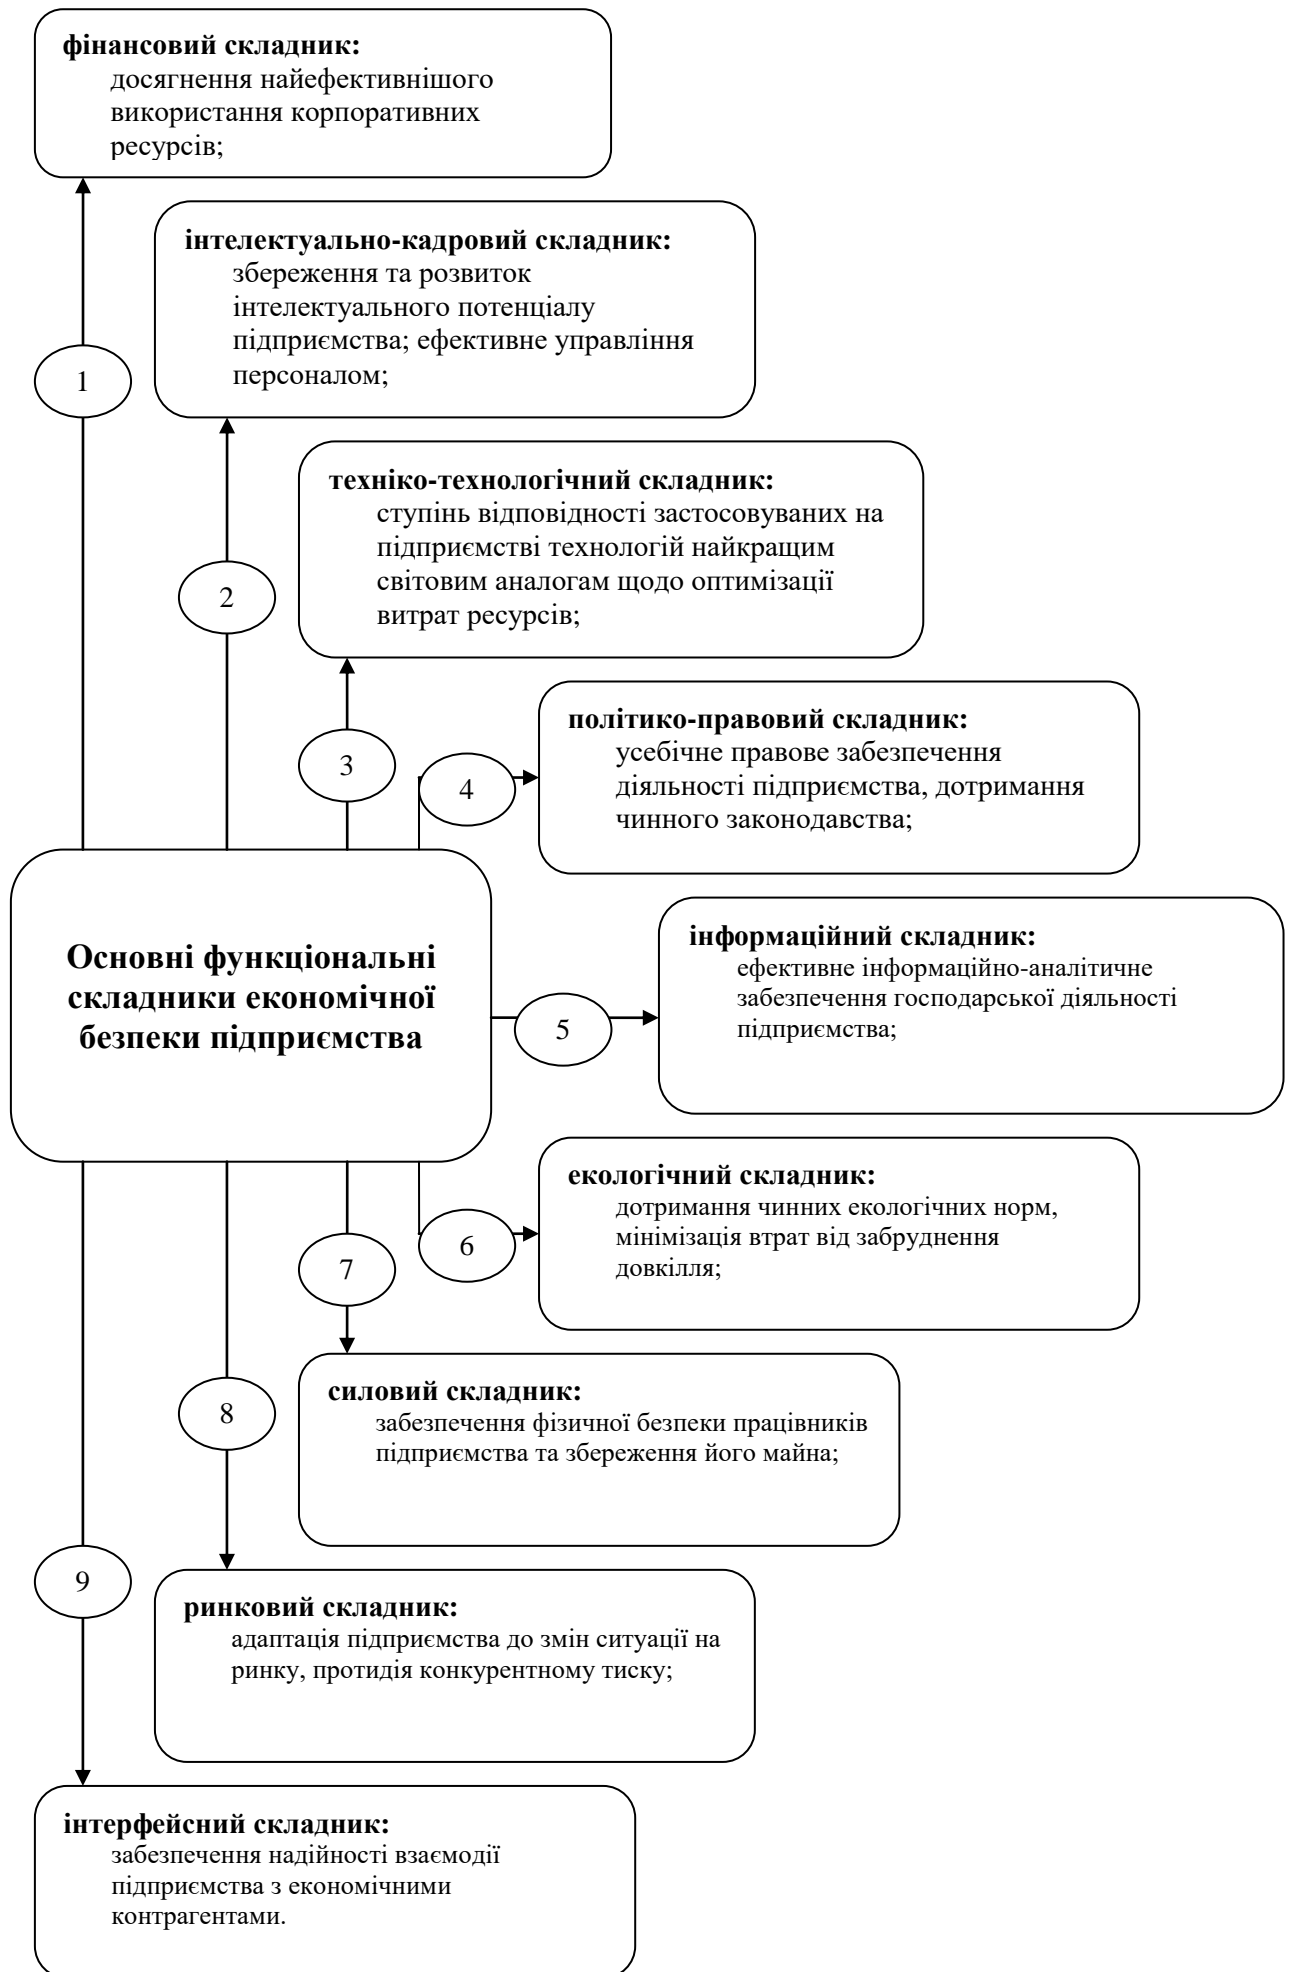 фінансовий складник:
досягнення найефективнішого
використання корпоративних
ресурсів;
інтелектуально-кадровий складник:
збереження та розвиток
інтелектуального потенціалу
підприємства; ефективне управління
персоналом;
1
техніко-технологічний складник:
ступінь відповідності застосовуваних на
підприємстві технологій найкращим
світовим аналогам щодо оптимізації
витрат ресурсів;
2
політико-правовий складник:
усебічне правове забезпечення
діяльності підприємства, дотримання
чинного законодавства;
3
4
Основні функціональні
складники економічної
безпеки підприємства
інформаційний складник:
ефективне інформаційно-аналітичне
забезпечення господарської діяльності
підприємства;
5
екологічний складник:
дотримання чинних екологічних норм,
мінімізація втрат від забруднення
довкілля;
6
7
силовий складник:
забезпечення фізичної безпеки працівників
підприємства та збереження його майна;
8
ринковий складник:
адаптація підприємства до змін ситуації на
ринку, протидія конкурентному тиску;
9
інтерфейсний складник:
забезпечення надійності взаємодії
підприємства з економічними
контрагентами.